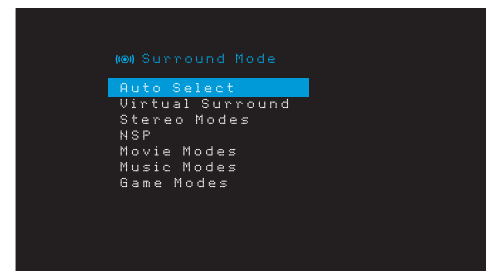 Surround Mode
Auto Select
Virtual Surround
Stereo Modes
NSP
Movie Modes
Music Modes
Game Modes